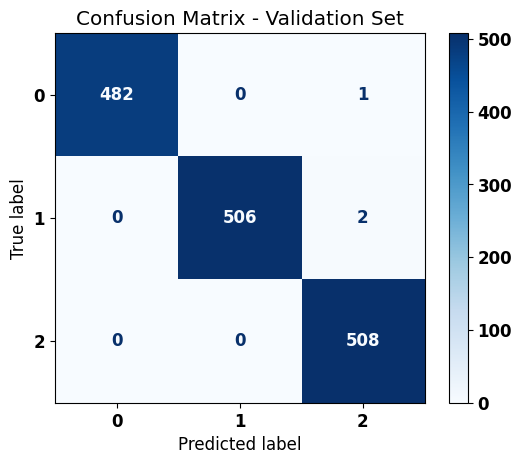 Confusion Matrix - Validation Set
True label
0 482 0 1
1 0 506 2
2 0 0 508
0 1 2
Predicted label
500
400
300
200
100
0